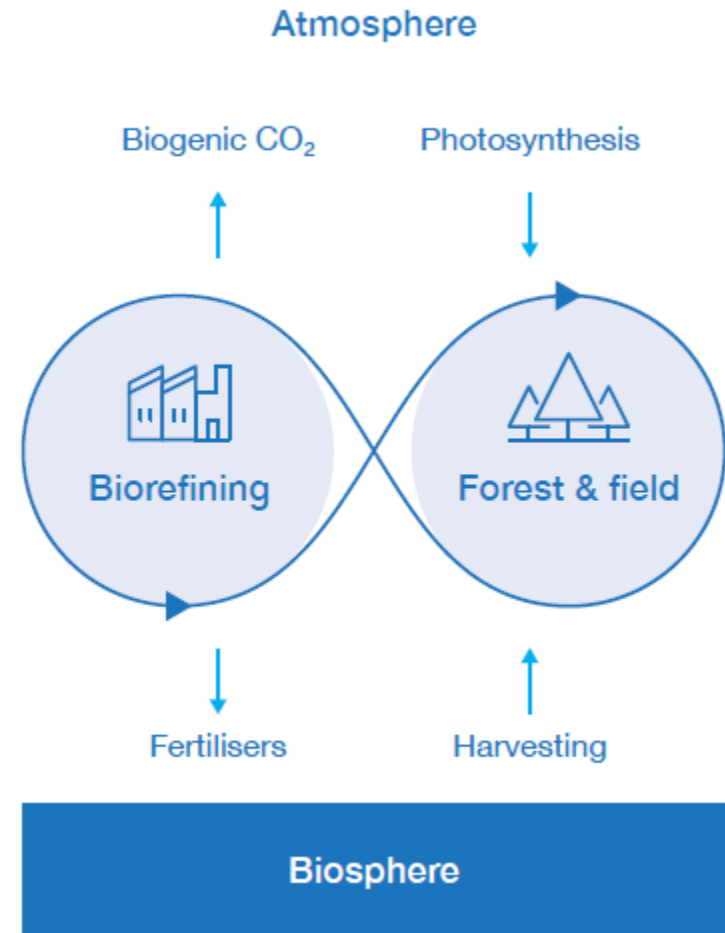 Atmosphere
Biogenic CO₂
Photosynthesis
Biorefining
Forest & field
Fertilisers
Harvesting
Biosphere